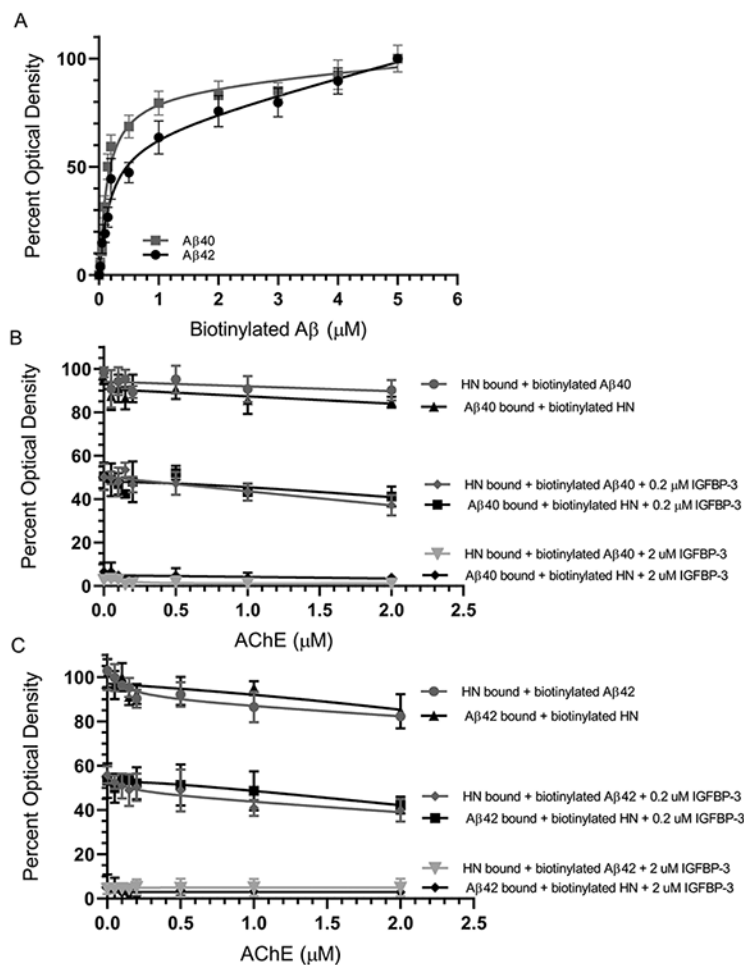 A
Percent Optical Density
100
50
0
Aβ40
Aβ42
0 1 2 3 4 5 6
Biotinylated Aβ (μM)
B
Percent Optical Density
100
80
60
40
20
0
HN bound + biotinylated Aβ40
Aβ40 bound + biotinylated HN
HN bound + biotinylated Aβ40 + 0.2 μM IGFBP-3
Aβ40 bound + biotinylated HN + 0.2 μM IGFBP-3
HN bound + biotinylated Aβ40 + 2 uM IGFBP-3
Aβ40 bound + biotinylated HN + 2 uM IGFBP-3
0.0 0.5 1.0 1.5 2.0 2.5
AChE (μM)
C
Percent Optical Density
100
80
60
40
20
0
HN bound + biotinylated Aβ42
Aβ42 bound + biotinylated HN
HN bound + biotinylated Aβ42 + 0.2 uM IGFBP-3
Aβ42 bound + biotinylated HN + 0.2 uM IGFBP-3
HN bound + biotinylated Aβ42 + 2 uM IGFBP-3
Aβ42 bound + biotinylated HN + 2 uM IGFBP-3
0.0 0.5 1.0 1.5 2.0 2.5
AChE (μM)